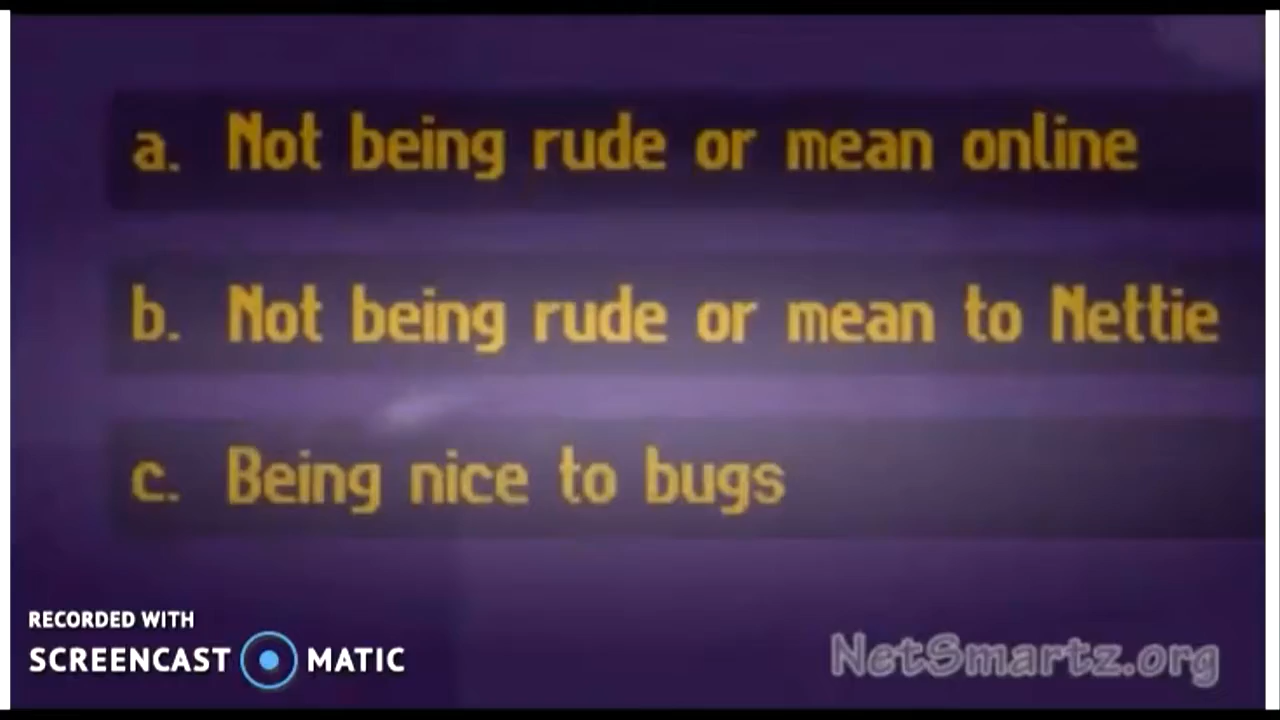 a. Not being rude or mean online
b. Not being rude or mean to Nettie
c. Being nice to bugs
RECORDED WITH
SCREENCAST MATIC
NetSmartz.org